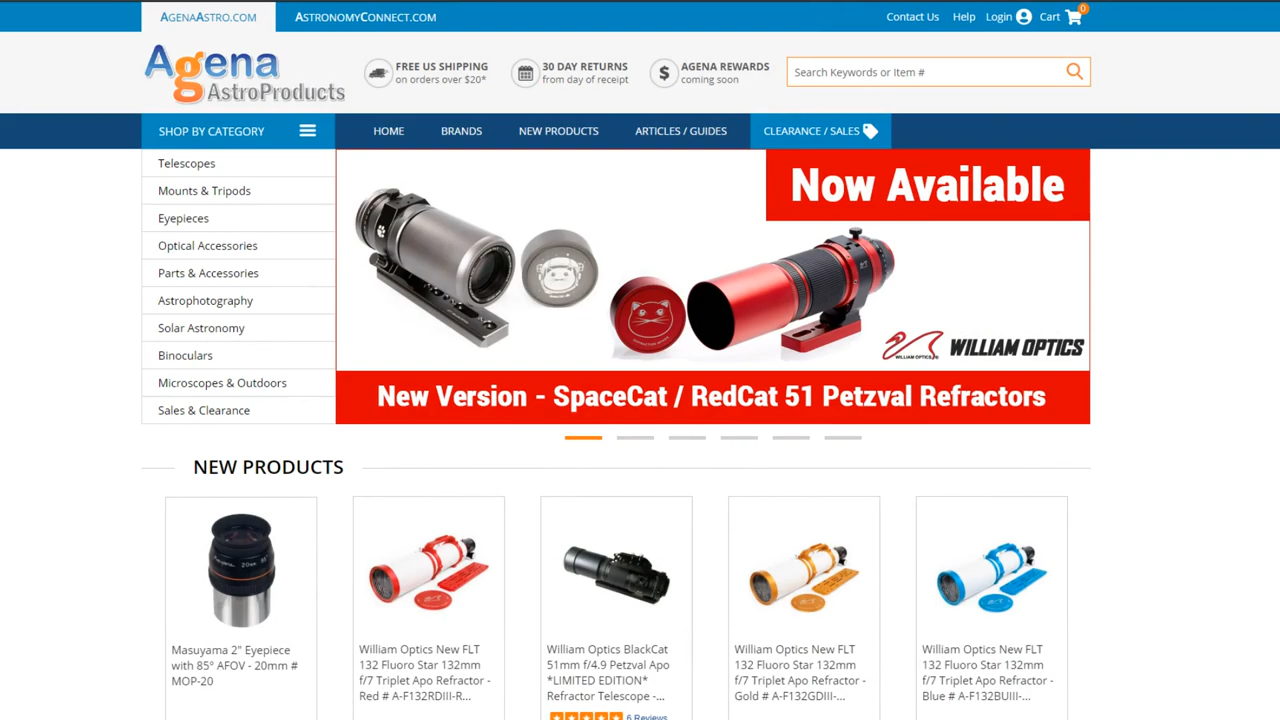 AGENAASTRO.COM
ASTRONOMYCONNECT.COM
Contact Us
Help
Login
Cart
0
Agena
AstroProducts
FREE US SHIPPING
on orders over $20*
30 DAY RETURNS
from day of receipt
$
AGENA REWARDS
coming soon
Search Keywords or Item #
SHOP BY CATEGORY
HOME
BRANDS
NEW PRODUCTS
ARTICLES / GUIDES
CLEARANCE / SALES
Telescopes
Mounts & Tripods
Eyepieces
Optical Accessories
Parts & Accessories
Astrophotography
Solar Astronomy
Binoculars
Microscopes & Outdoors
Sales & Clearance
Now Available
WILLIAM OPTICS
WILLIAM OPTICS
New Version - SpaceCat / RedCat 51 Petzval Refractors
NEW PRODUCTS
Masuyama 2" Eyepiece
with 85° AFOV - 20mm #
MOP-20
William Optics New FLT
132 Fluoro Star 132mm
f/7 Triplet Apo Refractor -
Red # A-F132RDIII-R...
William Optics BlackCat
51mm f/4.9 Petzval Apo
*LIMITED EDITION*
Refractor Telescope -...
6 Reviews
William Optics New FLT
132 Fluoro Star 132mm
f/7 Triplet Apo Refractor -
Gold # A-F132GDIII-...
William Optics New FLT
132 Fluoro Star 132mm
f/7 Triplet Apo Refractor -
Blue # A-F132BUIII-...